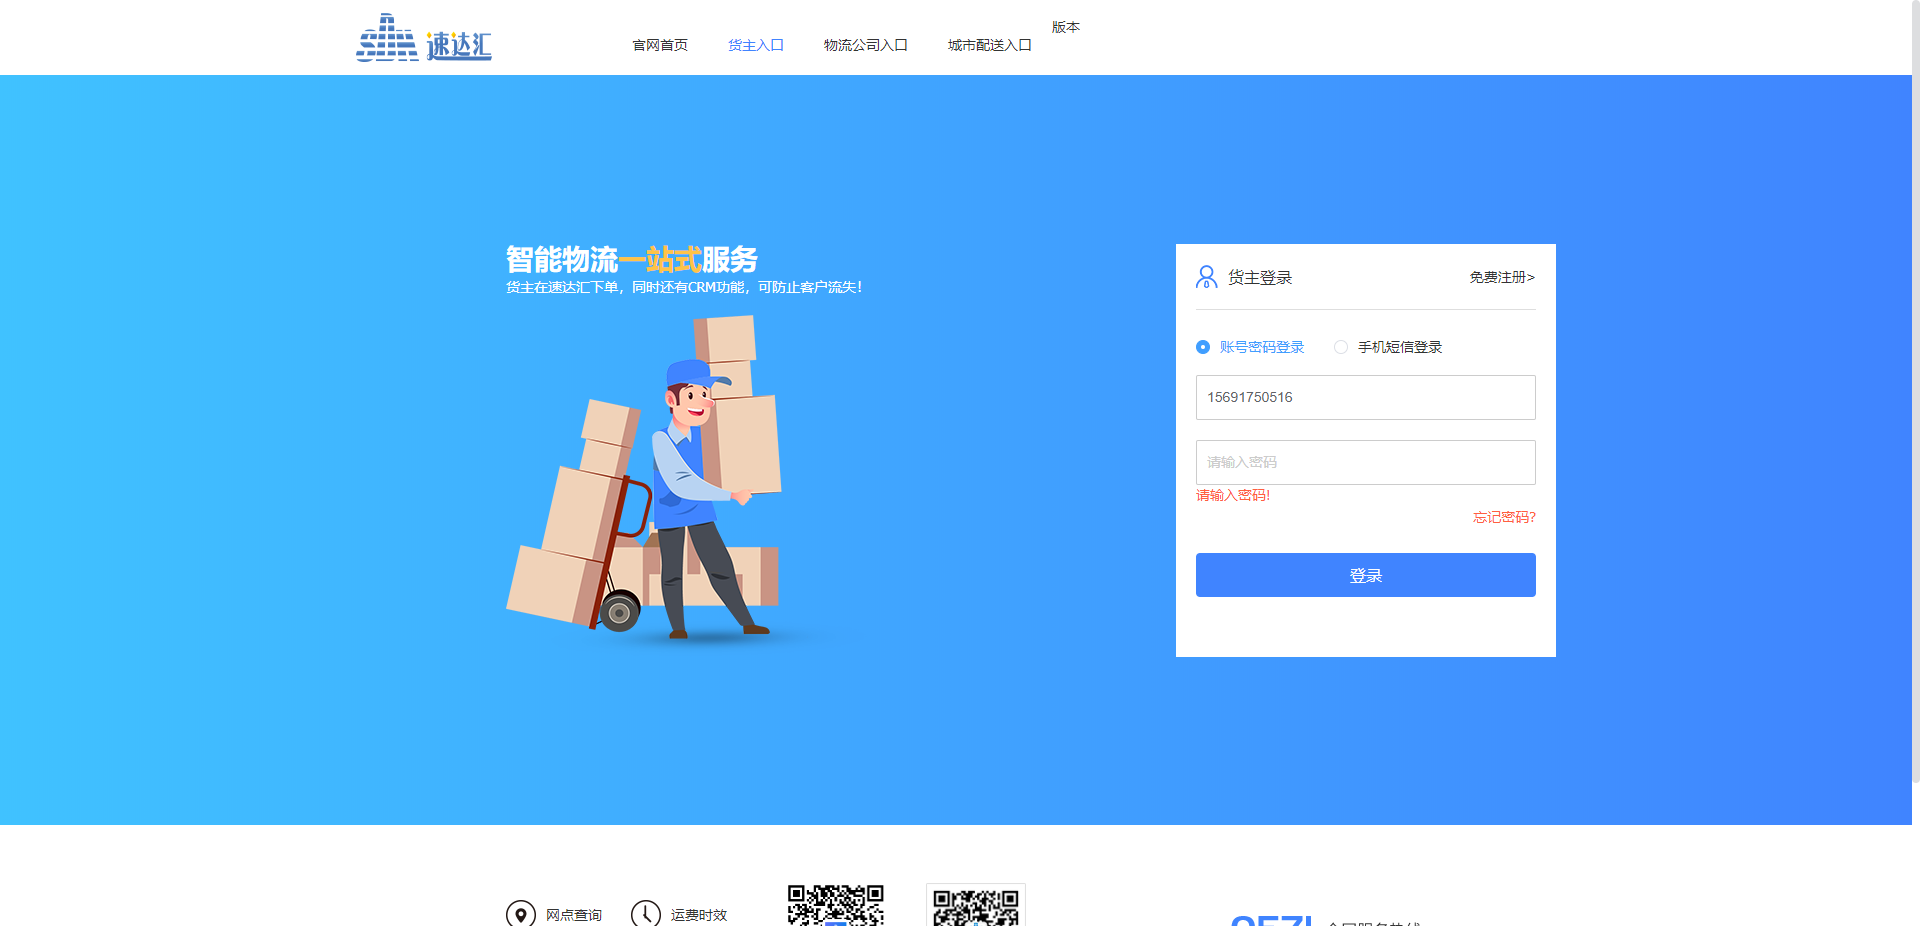 速达汇
官网首页
货主入口
物流公司入口
城市配送入口
版本
智能物流一站式服务
货主在速达汇下单，同时还有CRM功能，可防止客户流失！
货主登录
免费注册>
账号密码登录
手机短信登录
15691750516
请输入密码
请输入密码!
忘记密码?
登录
网点查询
运费时效